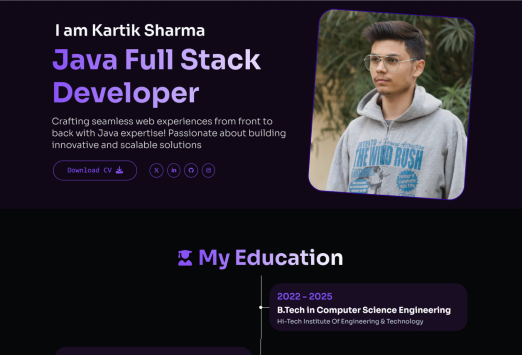 I am Kartik Sharma
Java Full Stack
Developer
Crafting seamless web experiences from front to
back with Java expertise! Passionate about building
innovative and scalable solutions
Download CV
My Education
2022 - 2025
B.Tech in Computer Science Engineering
Hi-Tech Institute Of Engineering & Technology
THE WILD RUSH